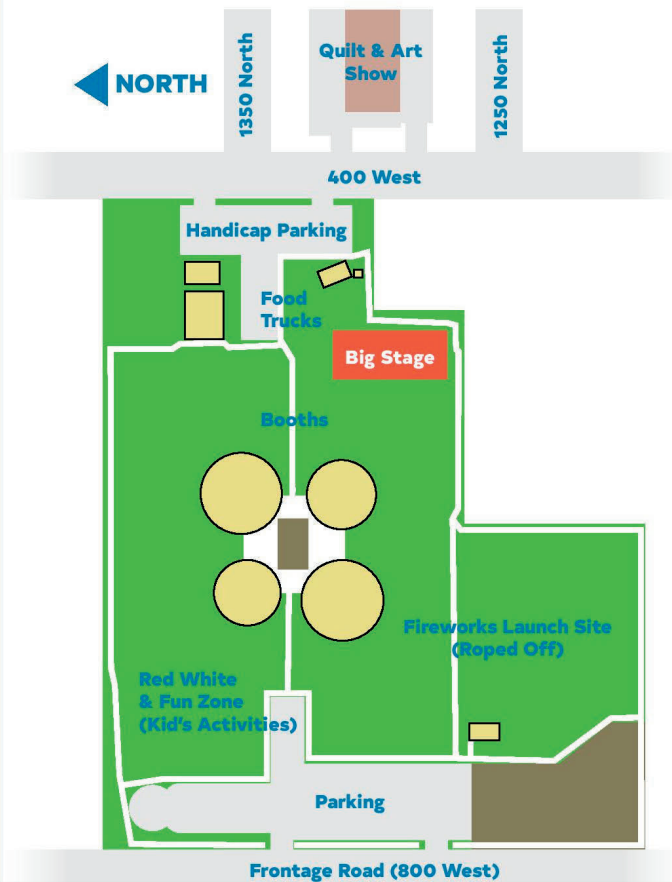 NORTH
1350 North
Quilt & Art
Show
1250 North
400 West
Handicap Parking
Food
Trucks
Big Stage
Booths
Fireworks Launch Site
(Roped Off)
Red White
& Fun Zone
(Kid's Activities)
Parking
Frontage Road (800 West)